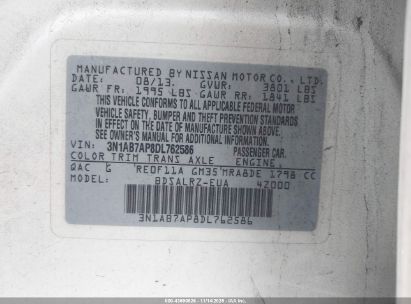 MANUFACTURED BY NISSAN MOTOR CO., LTD.
DATE: 08/13 GVWR: 3801 LBS
GAWR FR: 1995 LBS GAWR RR: 1841 LBS
THIS VEHICLE CONFORMS TO ALL APPLICABLE FEDERAL MOTOR
VEHICLE SAFETY, BUMPER AND THEFT PREVENTION STANDARDS
IN EFFECT ON THE DATE OF MANUFACTURE SHOWN ABOVE.
SEE OWNER'S MANUAL FOR ADDITIONAL INFORMATION
VIN: 3N1AB7AP8DL762586 PASSENGER CAR.
COLOR TRIM TRANS AXLE ENGINE:
QAC G RE0F11A GM35 MRA8DE 1798 CC
MODEL: BDSALRZ-EUA 42000
3N1AB7AP8DL762586